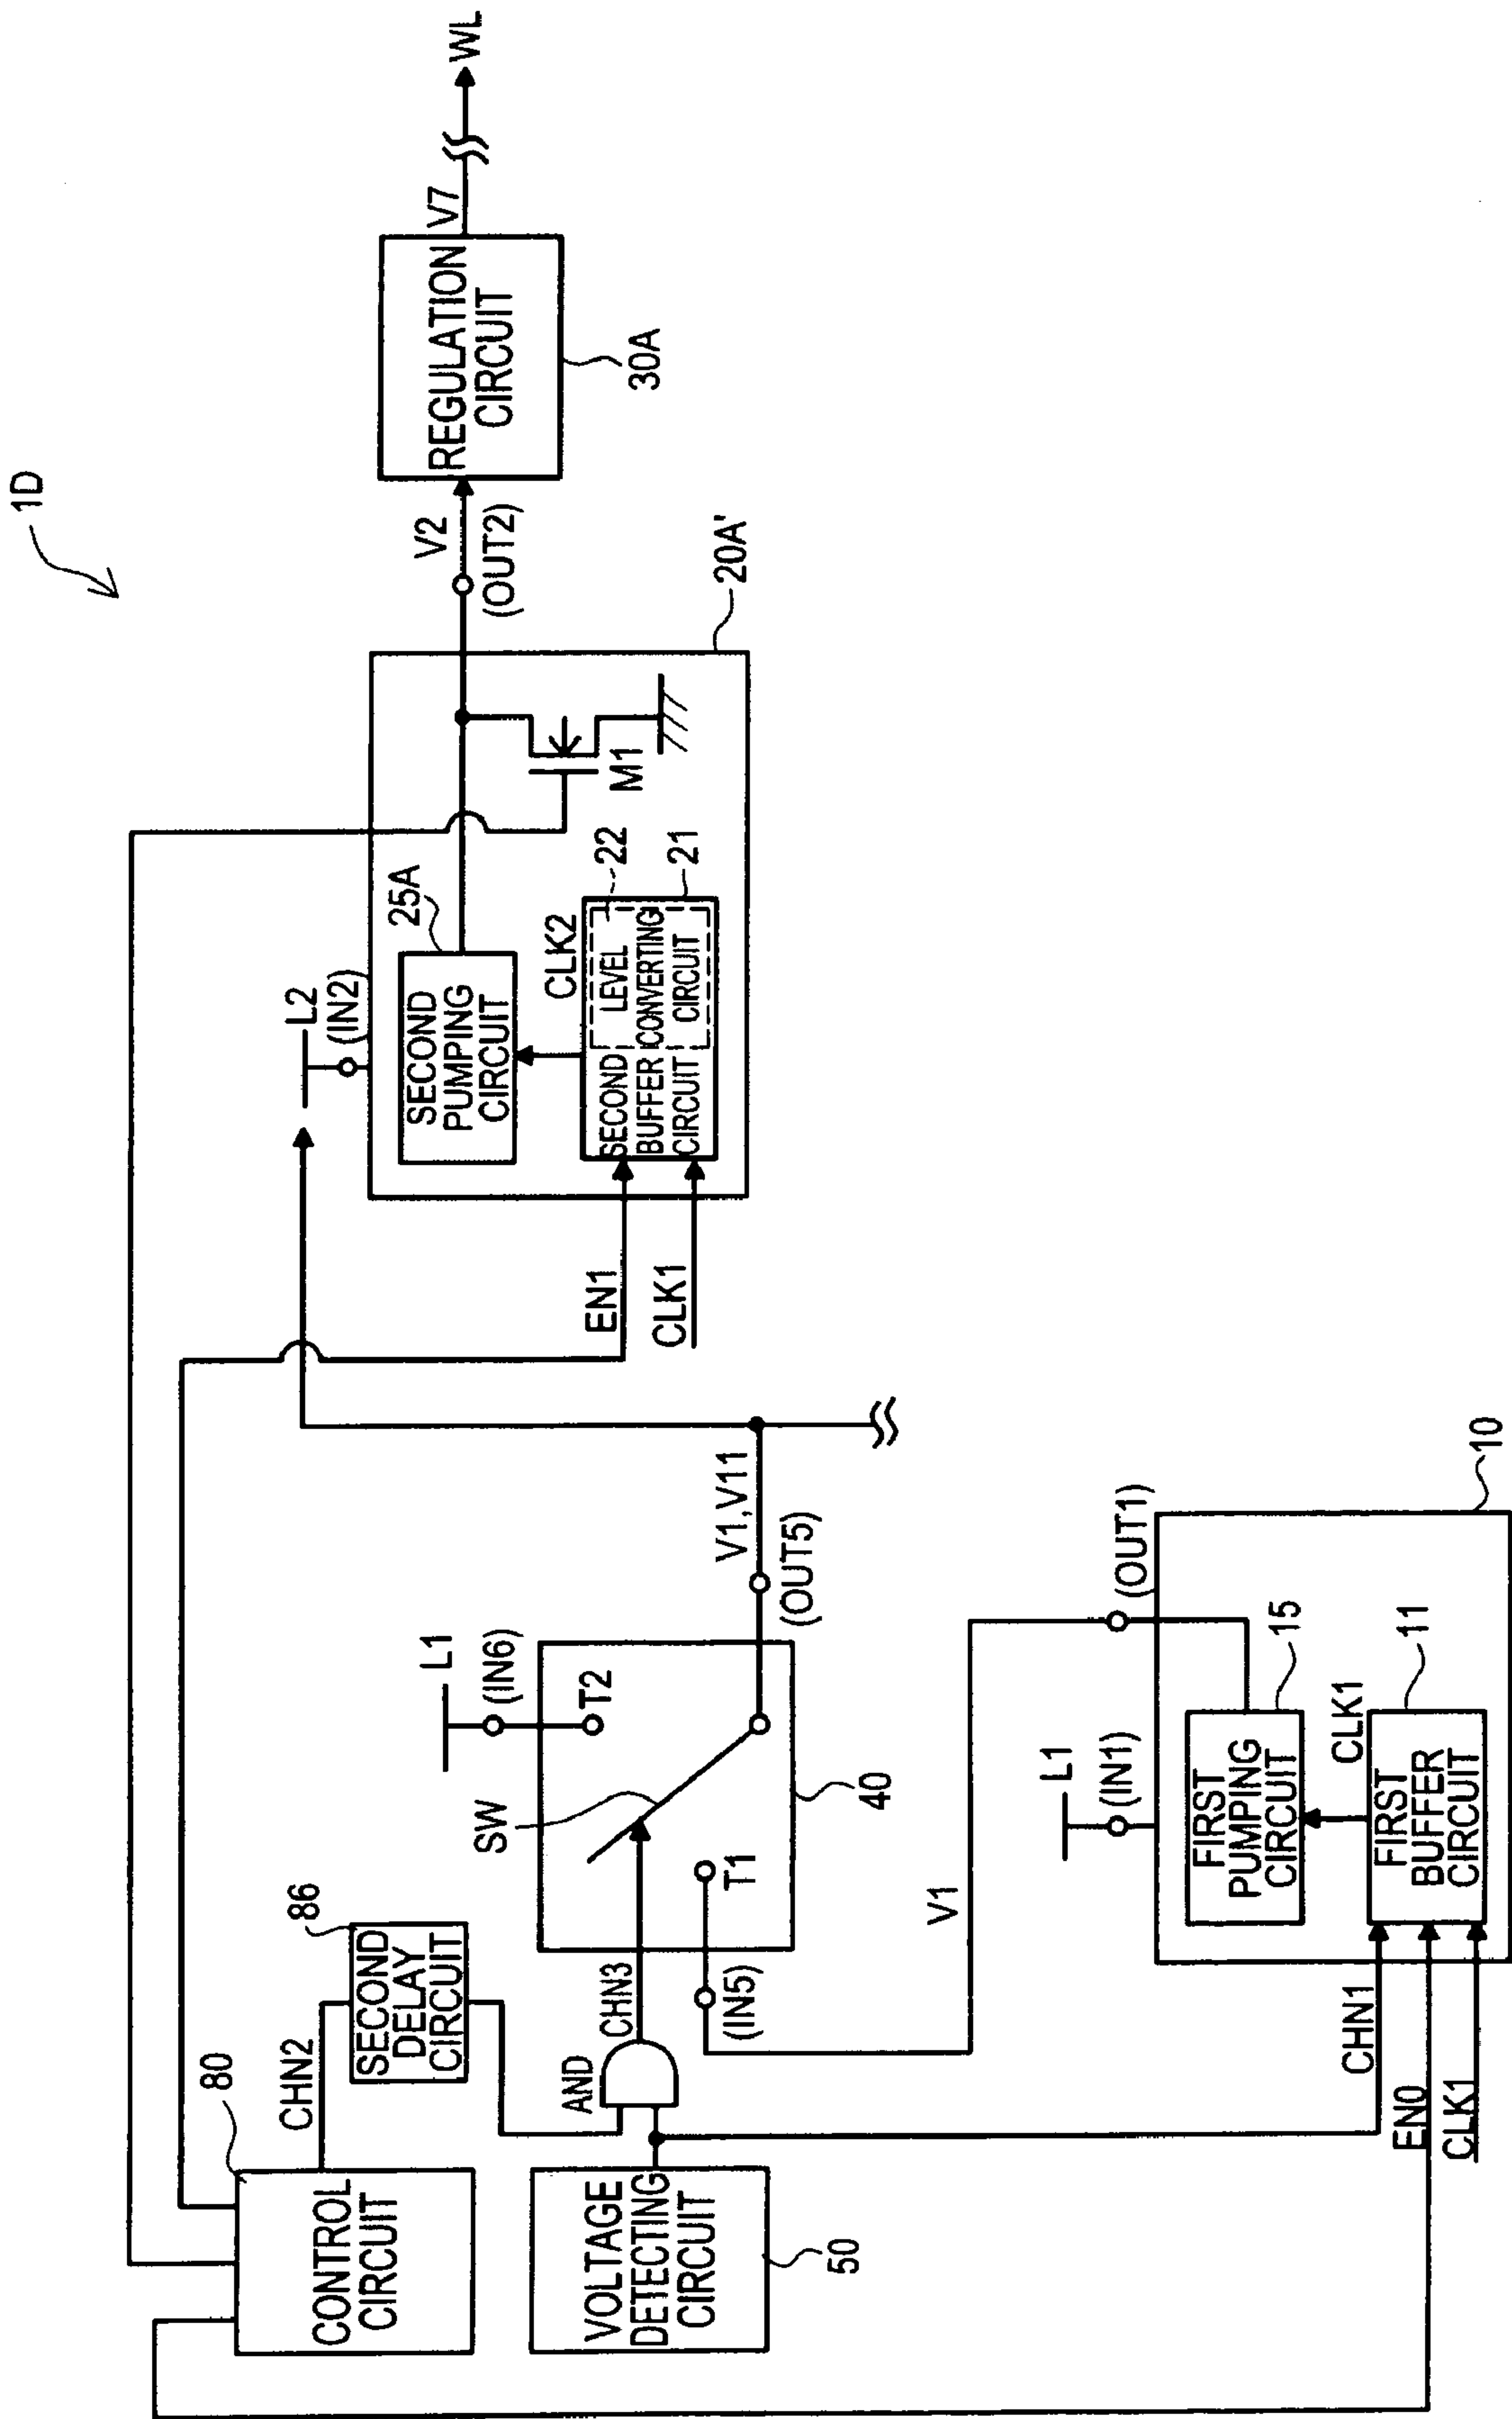 1D
80
CONTROL
CIRCUIT
CHN2
86
SECOND
DELAY
CIRCUIT
VOLTAGE
DETECTING
CIRCUIT
50
AND
CHN3
SW
T1
T2
(IN5)
L1
(IN6)
40
V1,V11
(OUT5)
V1
EN1
CLK1
L2
(IN2)
25A
SECOND
PUMPING
CIRCUIT
CLK2
22
21
SECOND
BUFFER
CIRCUIT
LEVEL
CONVERTING
CIRCUIT
M1
20A'
V2
(OUT2)
REGULATION
CIRCUIT
30A
V7
WL
CHN1
EN0
CLK1
L1
(IN1)
(OUT1)
FIRST
PUMPING
CIRCUIT
15
CLK1
FIRST
BUFFER
CIRCUIT
11
10